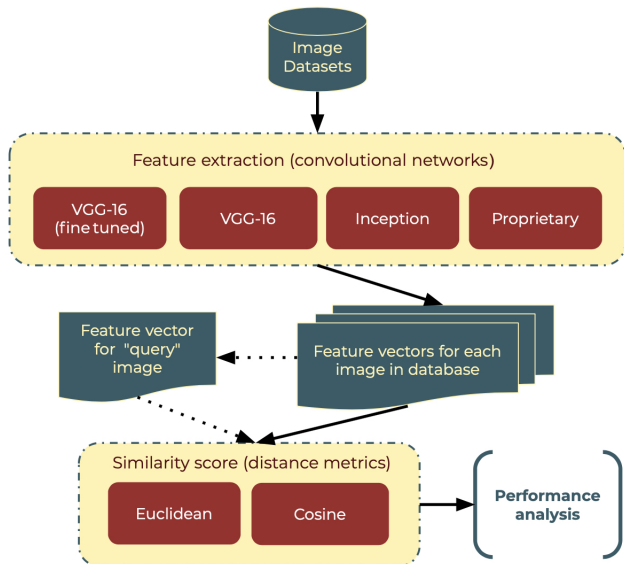 Image
Datasets
Feature extraction (convolutional networks)
VGG-16
(fine tuned)
VGG-16
Inception
Proprietary
Feature vector
for "query"
image
Feature vectors for each
image in database
Similarity score (distance metrics)
Euclidean
Cosine
Performance
analysis